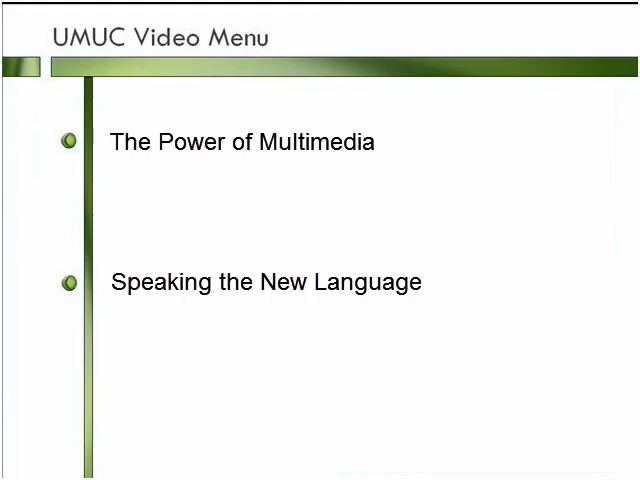 UMUC Video Menu
The Power of Multimedia
Speaking the New Language